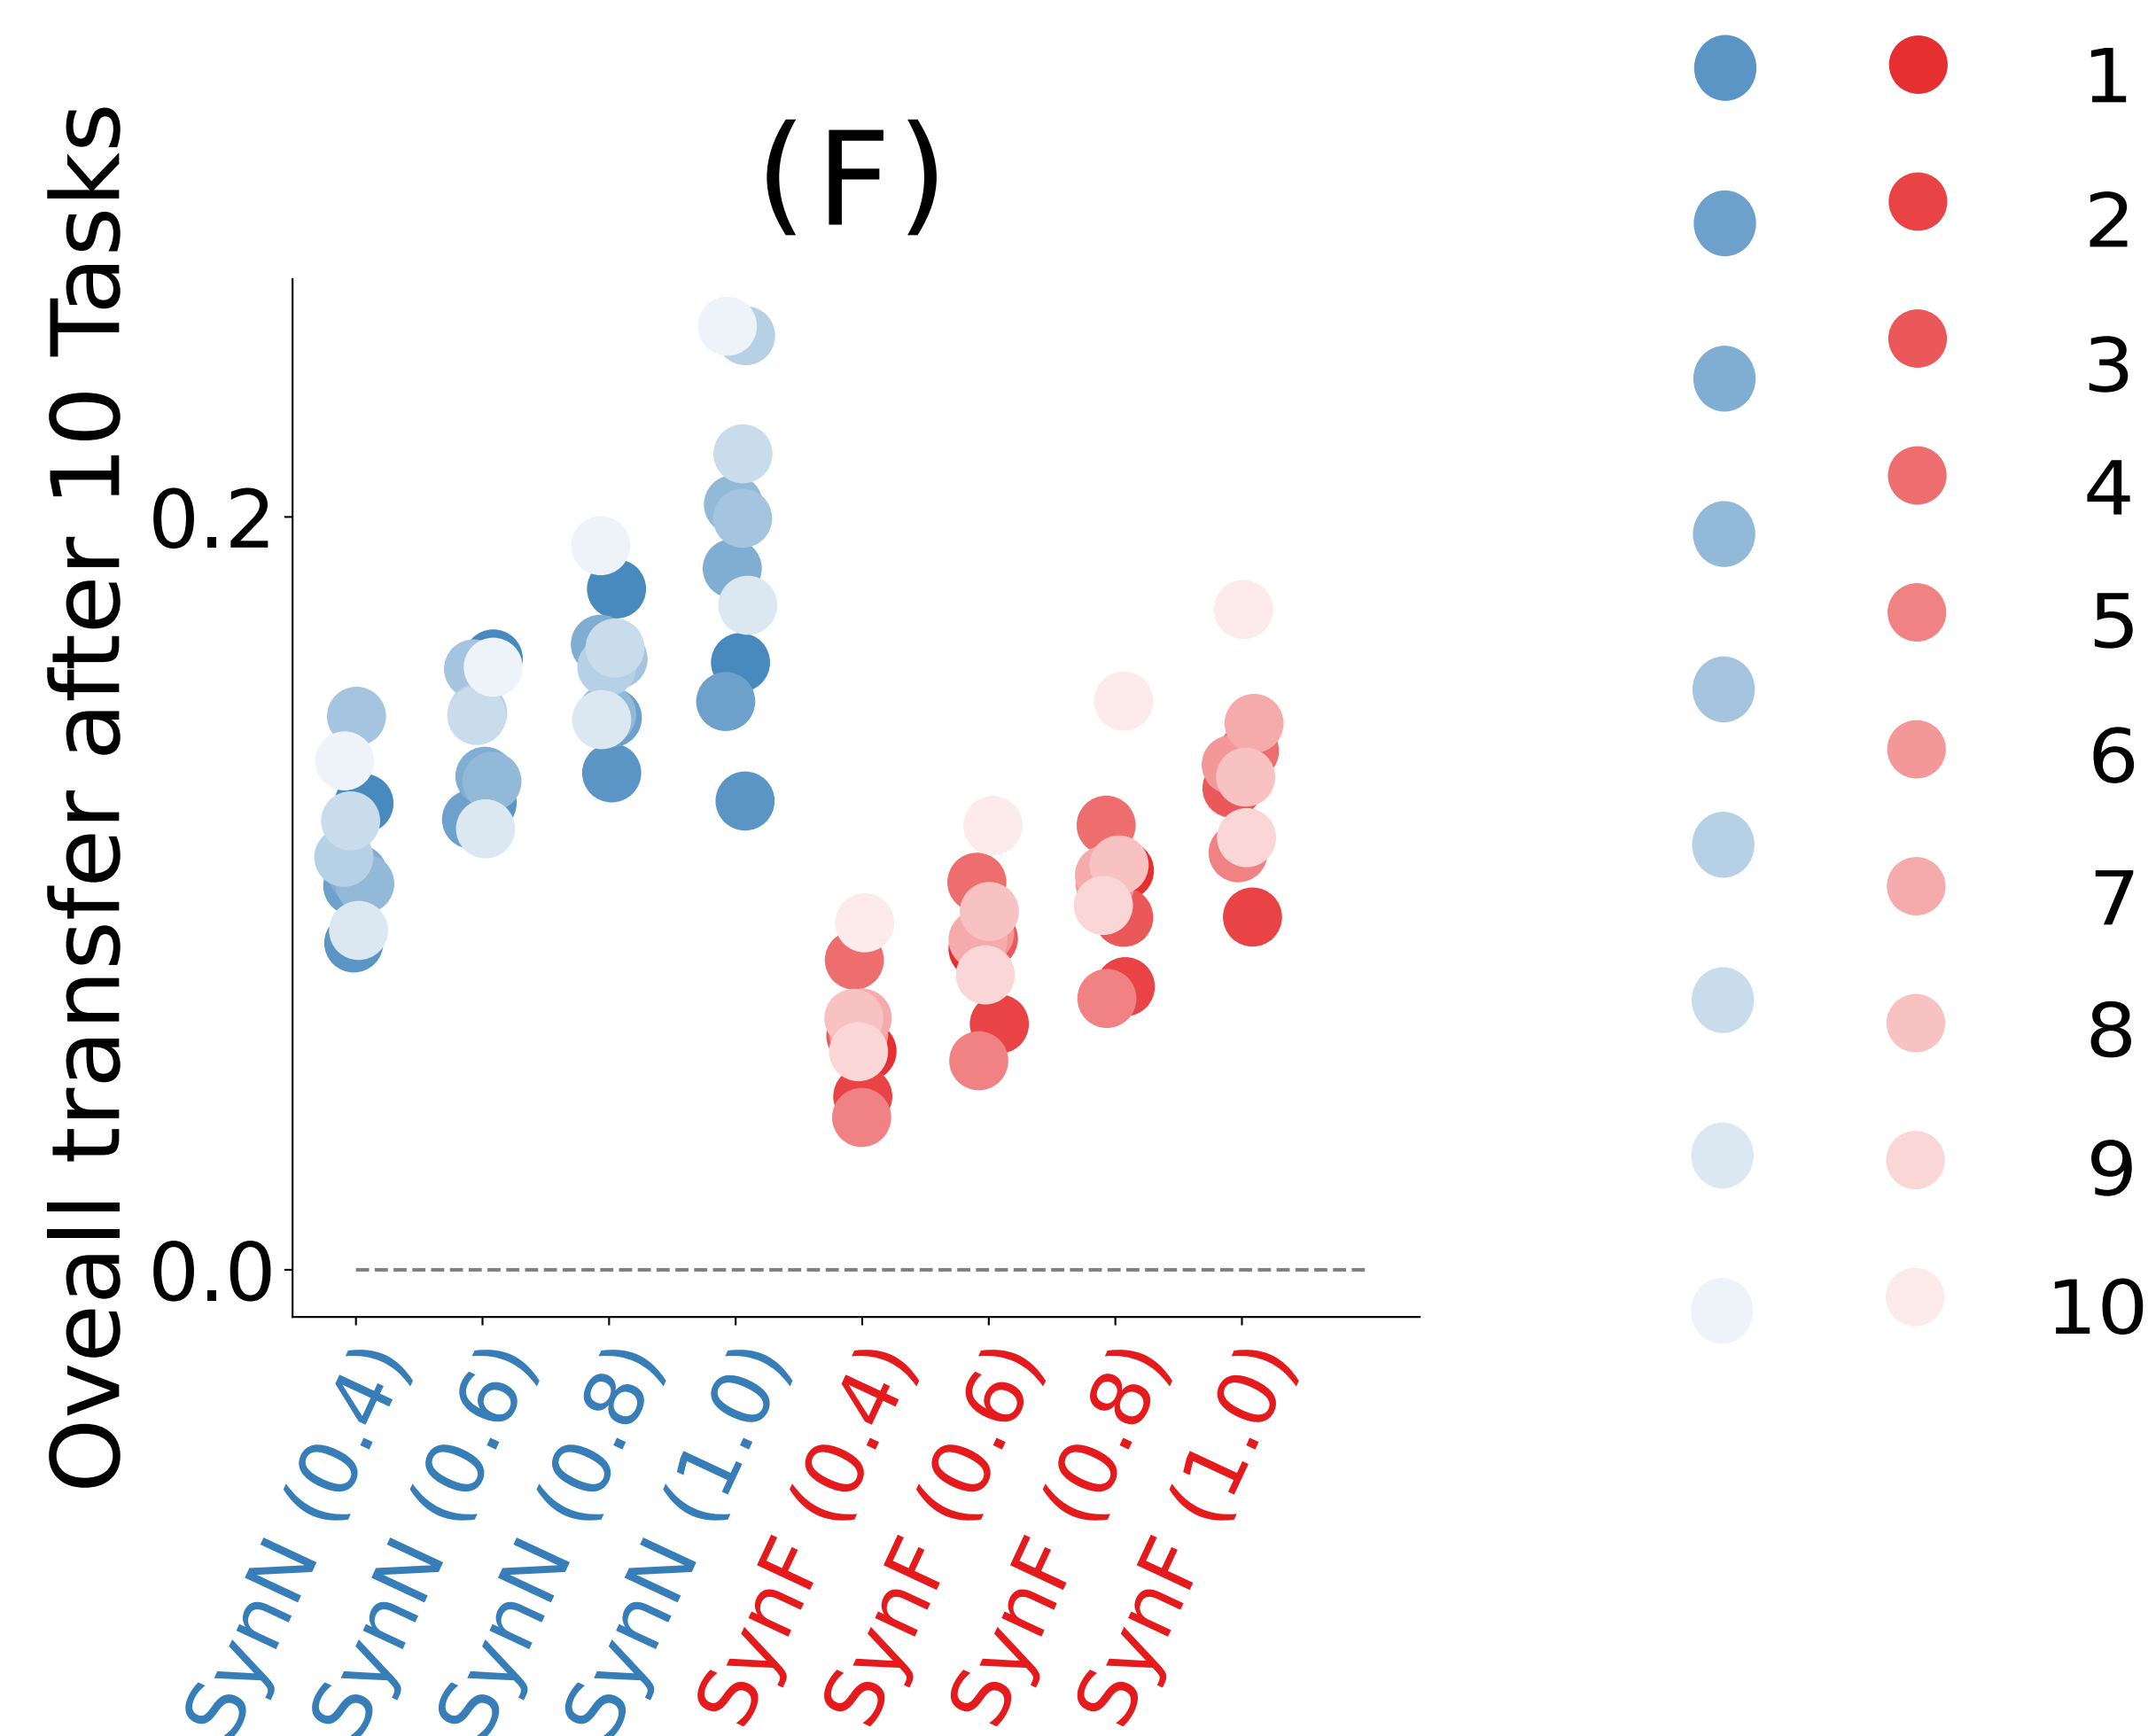 (F)
Oveall transfer after 10 Tasks
0.2
0.0
SynN (0.4)
SynN (0.6)
SynN (0.8)
SynN (1.0)
SynF (0.4)
SynF (0.6)
SynF (0.8)
SynF (1.0)
1
2
3
4
5
6
7
8
9
10